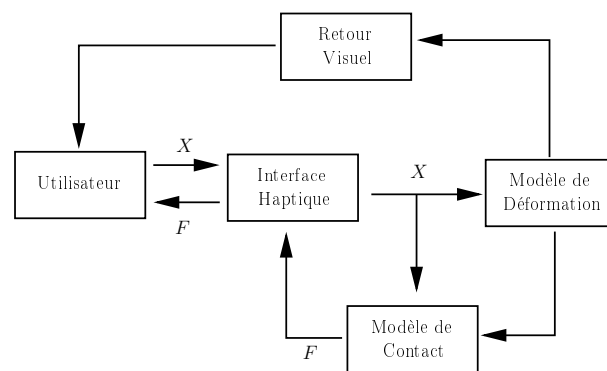 Retour
Visuel
X
Utilisateur
F
Interface
Haptique
X
Modèle de
Déformation
Modèle de
Contact
F